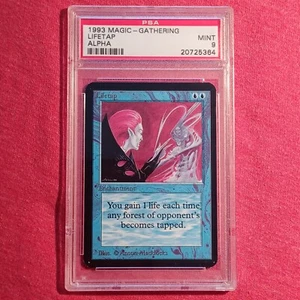 PSA
1993 MAGIC-GATHERING
LIFETAP
ALPHA
MINT
9
20725364
Lifetap
Enchantment
You gain 1 life each time
any forest of opponent's
becomes tapped.